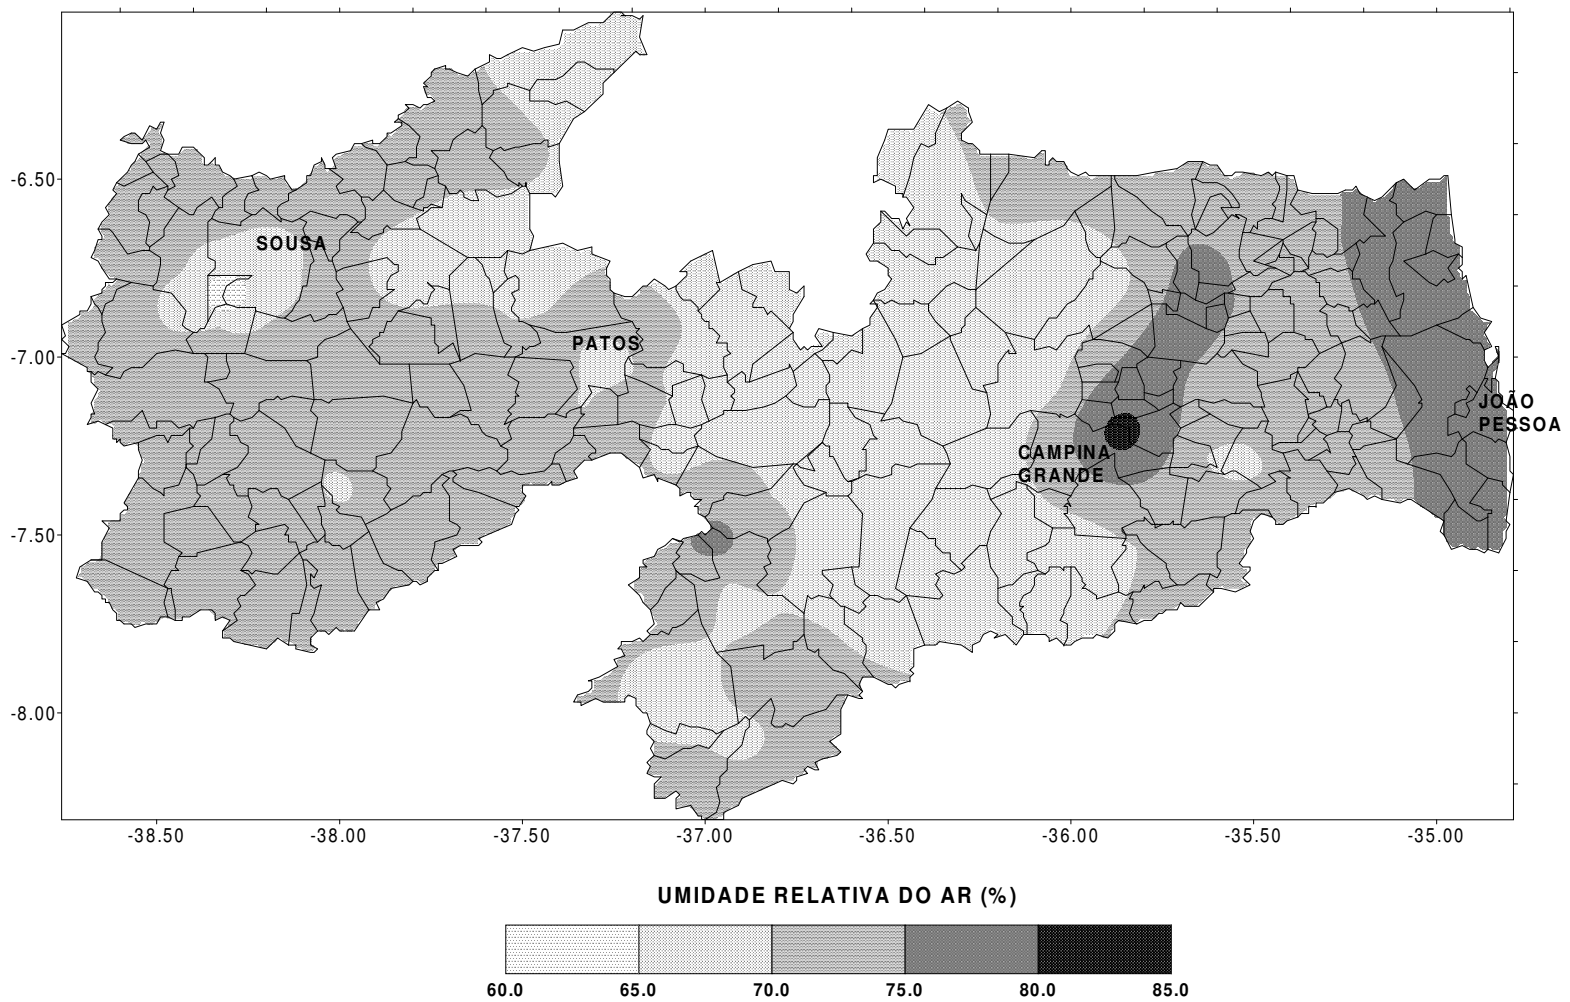 -6.50
SOUSA
PATOS
-7.00
JOÃO
PESSOA
CAMPINA
GRANDE
-7.50
-8.00
-38.50 -38.00 -37.50 -37.00 -36.50 -36.00 -35.50 -35.00
UMIDADE RELATIVA DO AR (%)
60.0 65.0 70.0 75.0 80.0 85.0